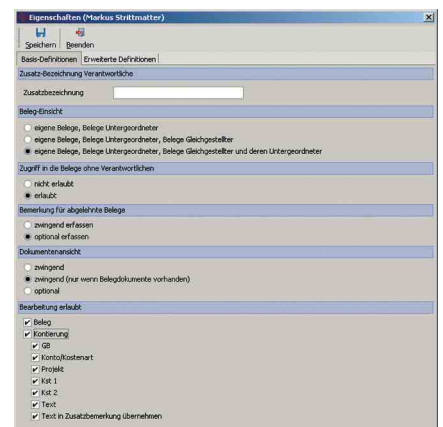 Eigenschaften (Markus Strittmatter)
Speichern Beenden
Basis-Definitionen Erweiterte Definitionen
Zusatz-Bezeichnung Verantwortliche
Zusatzbezeichnung
Beleg-Einsicht
eigene Belege, Belege Untergeordneter
eigene Belege, Belege Untergeordneter, Belege Gleichgestellter
eigene Belege, Belege Untergeordneter, Belege Gleichgestellter und deren Untergeordneter
Zugriff in die Belege ohne Verantwortlichen
nicht erlaubt
erlaubt
Bemerkung für abgelehnte Belege
zwingend erfassen
optional erfassen
Dokumentenansicht
zwingend
zwingend (nur wenn Belegdokumente vorhanden)
optional
Bearbeitung erlaubt
Beleg
Kontierung
GB
Konto/Kostenart
Projekt
Kst 1
Kst 2
Text
Text in Zusatzbemerkung übernehmen